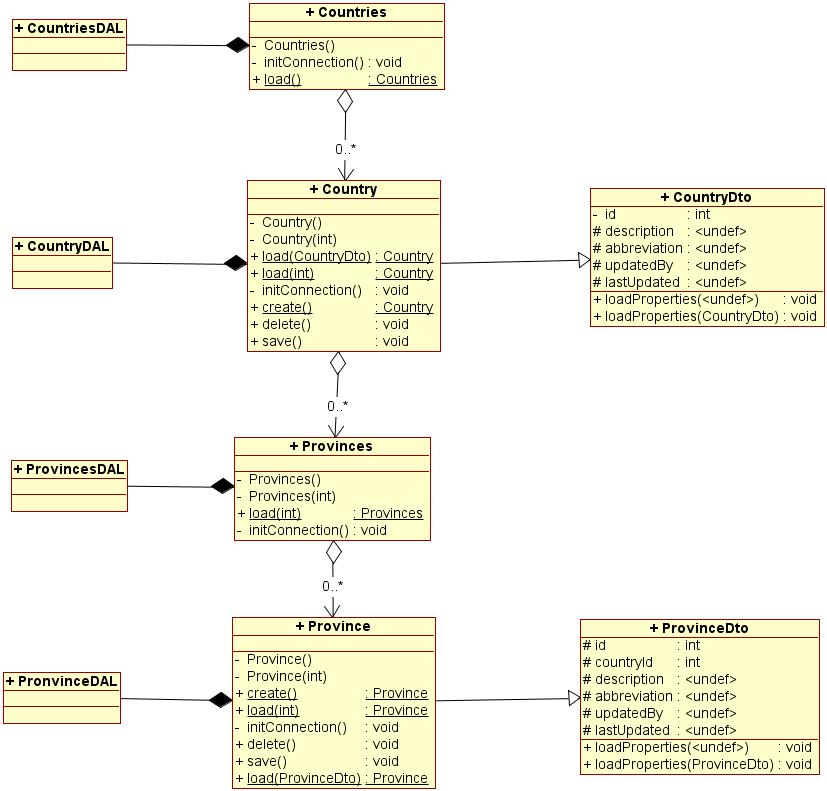 + CountriesDAL
+ Countries
- Countries()
- initConnection() : void
+ load() : Countries
0..*
+ CountryDAL
+ Country
- Country()
- Country(int)
+ load(CountryDto) : Country
+ load(int) : Country
- initConnection() : void
+ create() : Country
+ delete() : void
+ save() : void
+ CountryDto
- id : int
# description : <undef>
# abbreviation : <undef>
# updatedBy : <undef>
# lastUpdated : <undef>
+ loadProperties(<undef>) : void
+ loadProperties(CountryDto) : void
0..*
+ ProvincesDAL
+ Provinces
- Provinces()
- Provinces(int)
+ load(int) : Provinces
- initConnection() : void
0..*
+ PronvinceDAL
+ Province
- Province()
- Province(int)
+ create() : Province
+ load(int) : Province
- initConnection() : void
+ delete() : void
+ save() : void
+ load(ProvinceDto) : Province
+ ProvinceDto
# id : int
# countryId : int
# description : <undef>
# abbreviation : <undef>
# updatedBy : <undef>
# lastUpdated : <undef>
+ loadProperties(<undef>) : void
+ loadProperties(ProvinceDto) : void